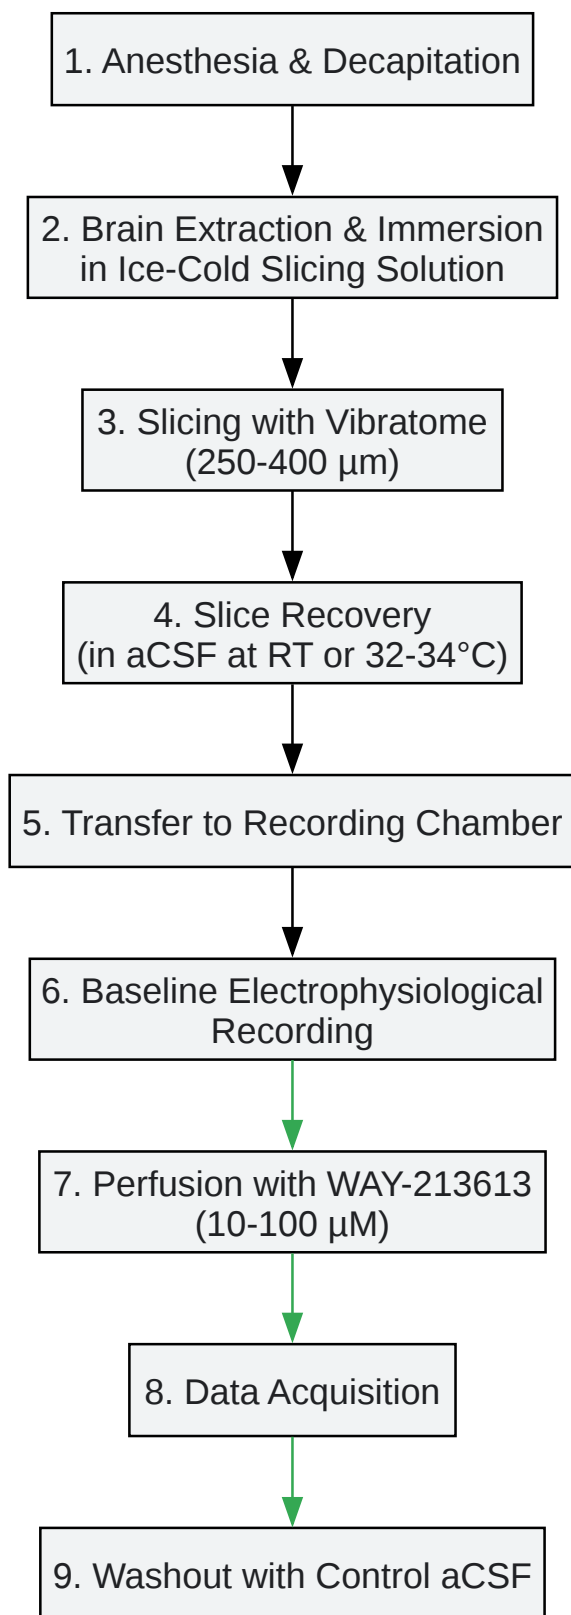 1. Anesthesia & Decapitation
2. Brain Extraction & Immersion
in Ice-Cold Slicing Solution
3. Slicing with Vibratome
(250-400 µm)
4. Slice Recovery
(in aCSF at RT or 32-34°C)
5. Transfer to Recording Chamber
6. Baseline Electrophysiological
Recording
7. Perfusion with WAY-213613
(10-100 µM)
8. Data Acquisition
9. Washout with Control aCSF